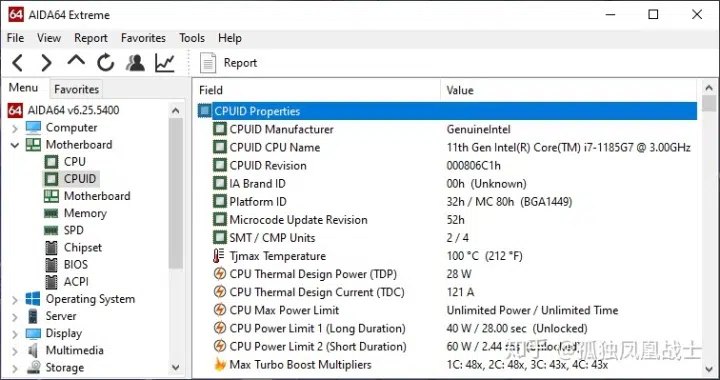 64 AIDA64 Extreme
File View Report Favorites Tools Help
Report
Menu Favorites
Field Value
64 AIDA64 v6.25.5400
Computer
Motherboard
CPU
CPUID
Motherboard
Memory
SPD
Chipset
BIOS
ACPI
Operating System
Server
Display
Multimedia
Storage
CPUID Properties
CPUID Manufacturer GenuineIntel
CPUID CPU Name 11th Gen Intel(R) Core(TM) i7-1185G7 @ 3.00GHz
CPUID Revision 000806C1h
IA Brand ID 00h (Unknown)
Platform ID 32h / MC 80h (BGA1449)
Microcode Update Revision 52h
SMT / CMP Units 2 / 4
Tjmax Temperature 100 °C (212 °F)
CPU Thermal Design Power (TDP) 28 W
CPU Thermal Design Current (TDC) 121 A
CPU Max Power Limit Unlimited Power / Unlimited Time
CPU Power Limit 1 (Long Duration) 40 W / 28.00 sec (Unlocked)
CPU Power Limit 2 (Short Duration) 60 W / 2.44
Max Turbo Boost Multipliers 1C: 48x, 2C: 48x, 3C: 43x, 4C: 43x
知乎 @孤独凤凰战士